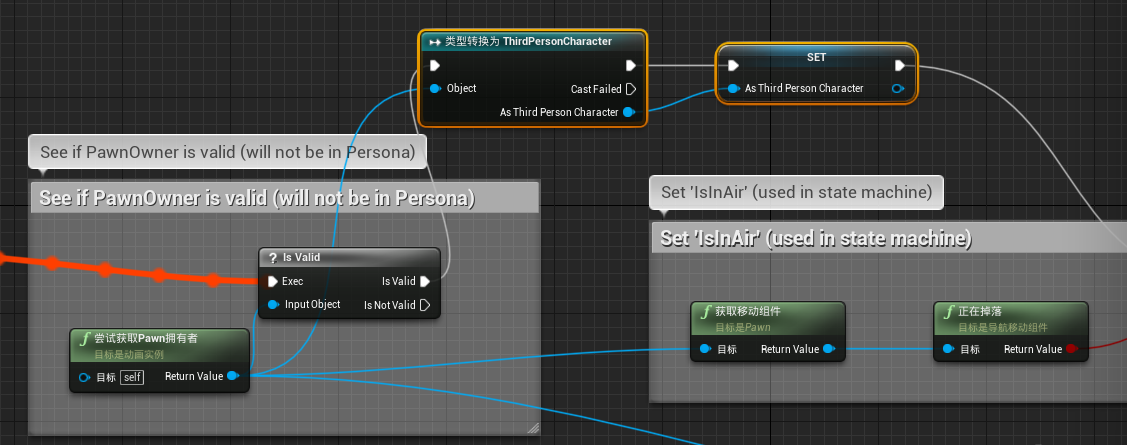 类型转换为 ThirdPersonCharacter
Object
Cast Failed
As Third Person Character
SET
As Third Person Character
See if PawnOwner is valid (will not be in Persona)
See if PawnOwner is valid (will not be in Persona)
? Is Valid
Exec
Is Valid
Input Object
Is Not Valid
f 尝试获取Pawn拥有者
目标是动画实例
目标 self
Return Value
Set 'IsInAir' (used in state machine)
Set 'IsInAir' (used in state machine)
f 获取移动组件
目标是Pawn
目标
Return Value
f 正在掉落
目标是导航移动组件
目标
Return Value